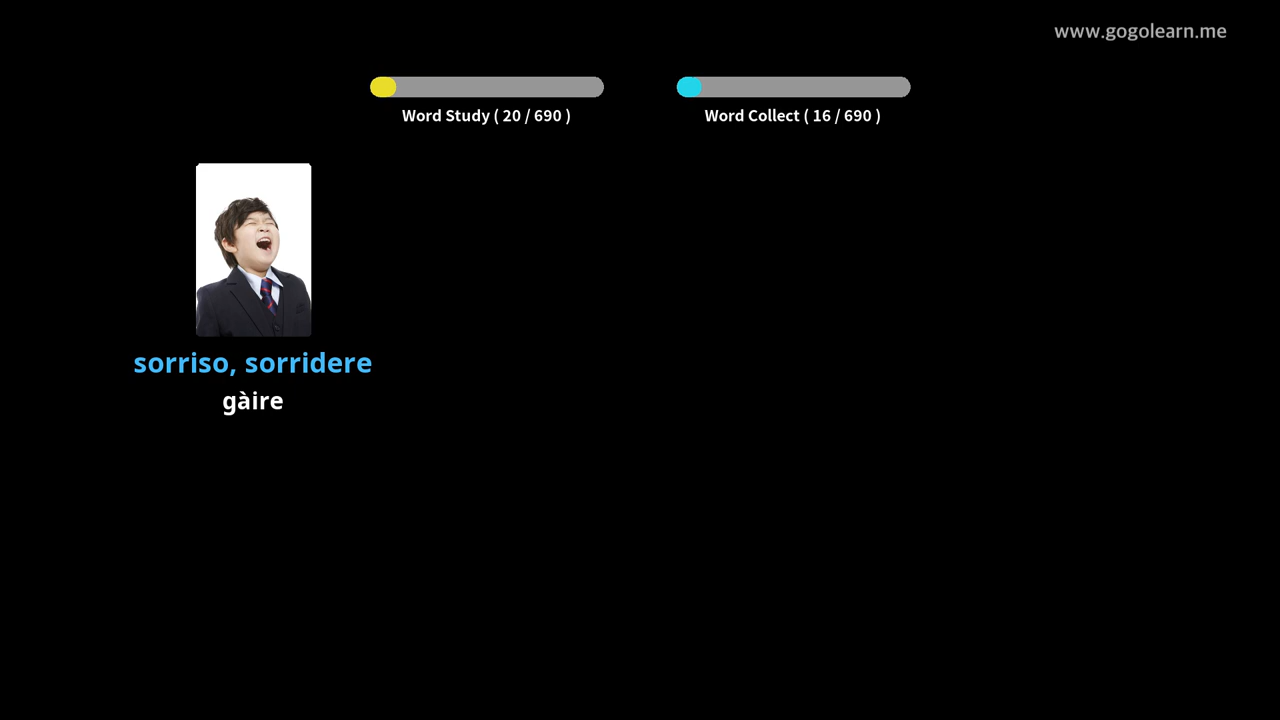 www.gogolearn.me
Word Study ( 20 / 690 )
Word Collect ( 16 / 690 )
sorriso, sorridere
gàire